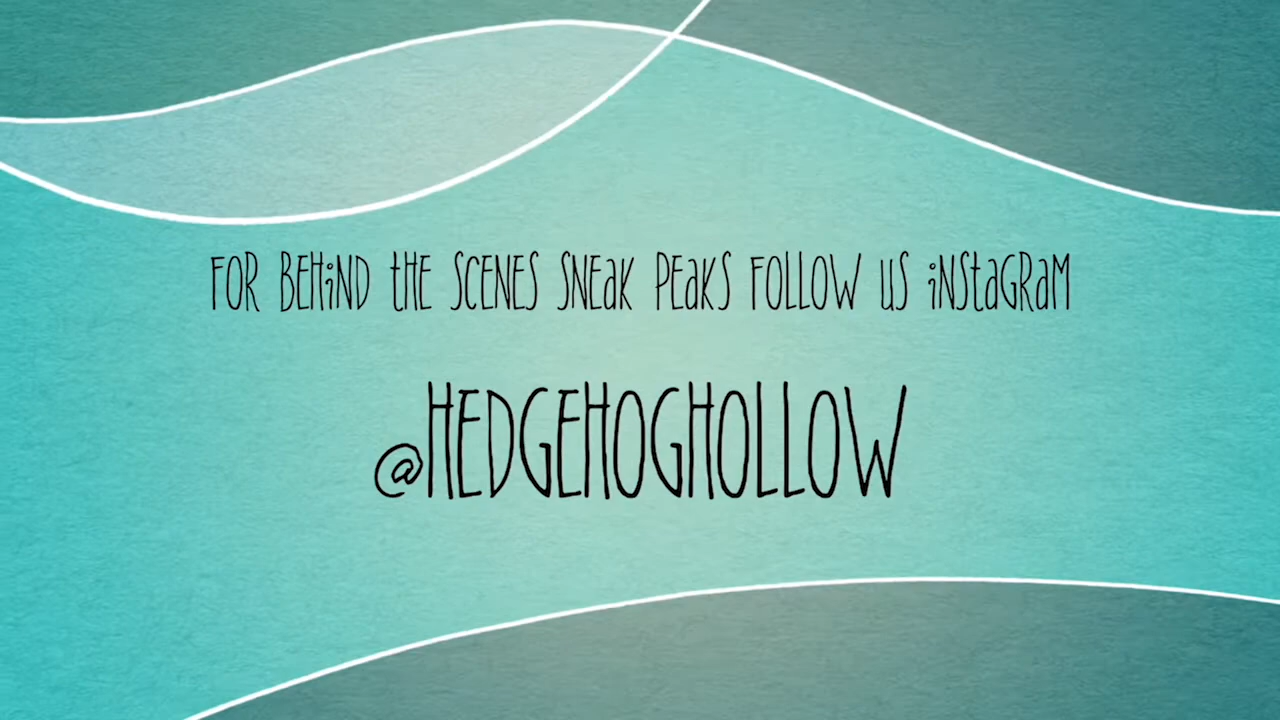 FOR BEHiND tHE SCENES SNEaK PEaKS FOLLOW US iNStaGRaM
@HEDGEHOGHOLLOW